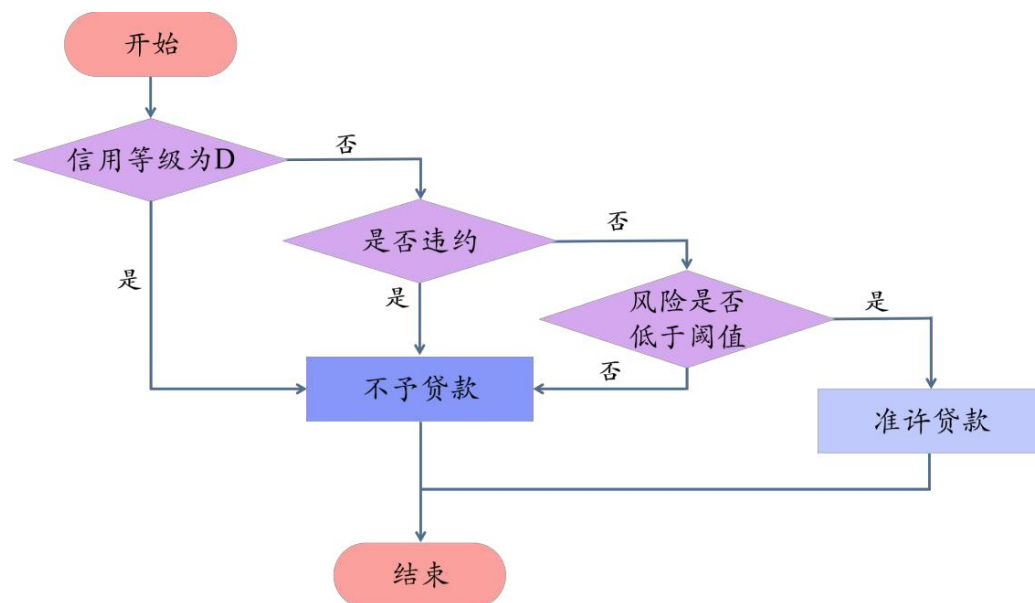 开始
信用等级为D
否
是否违约
否
是
是
风险是否
低于阈值
是
否
不予贷款
准许贷款
结束